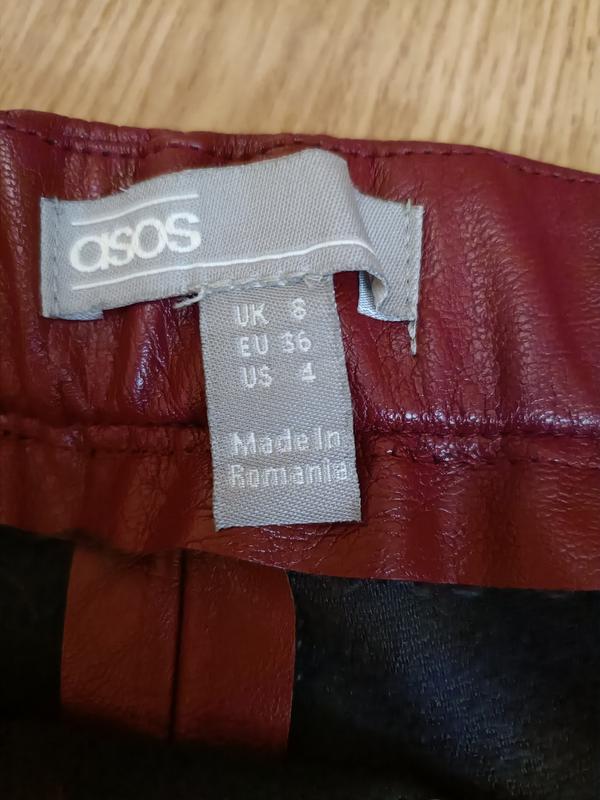 asos
UK 8
EU 36
US 4
Made In
Romania